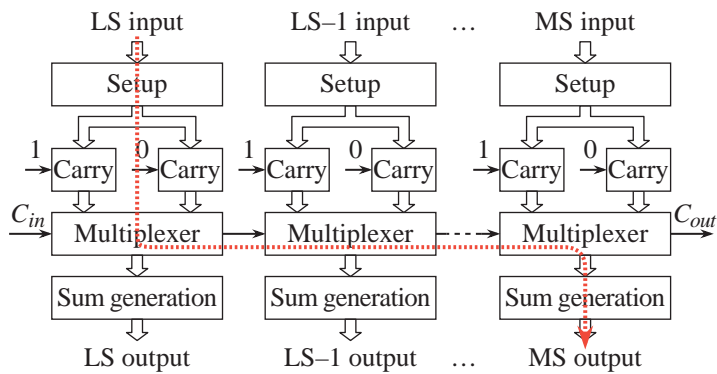 LS input LS–1 input ... MS input
Setup Setup Setup
1 0 1 0 1 0
Carry Carry Carry Carry Carry Carry
C_in C_out
Multiplexer Multiplexer Multiplexer
Sum generation Sum generation Sum generation
LS output LS–1 output ... MS output